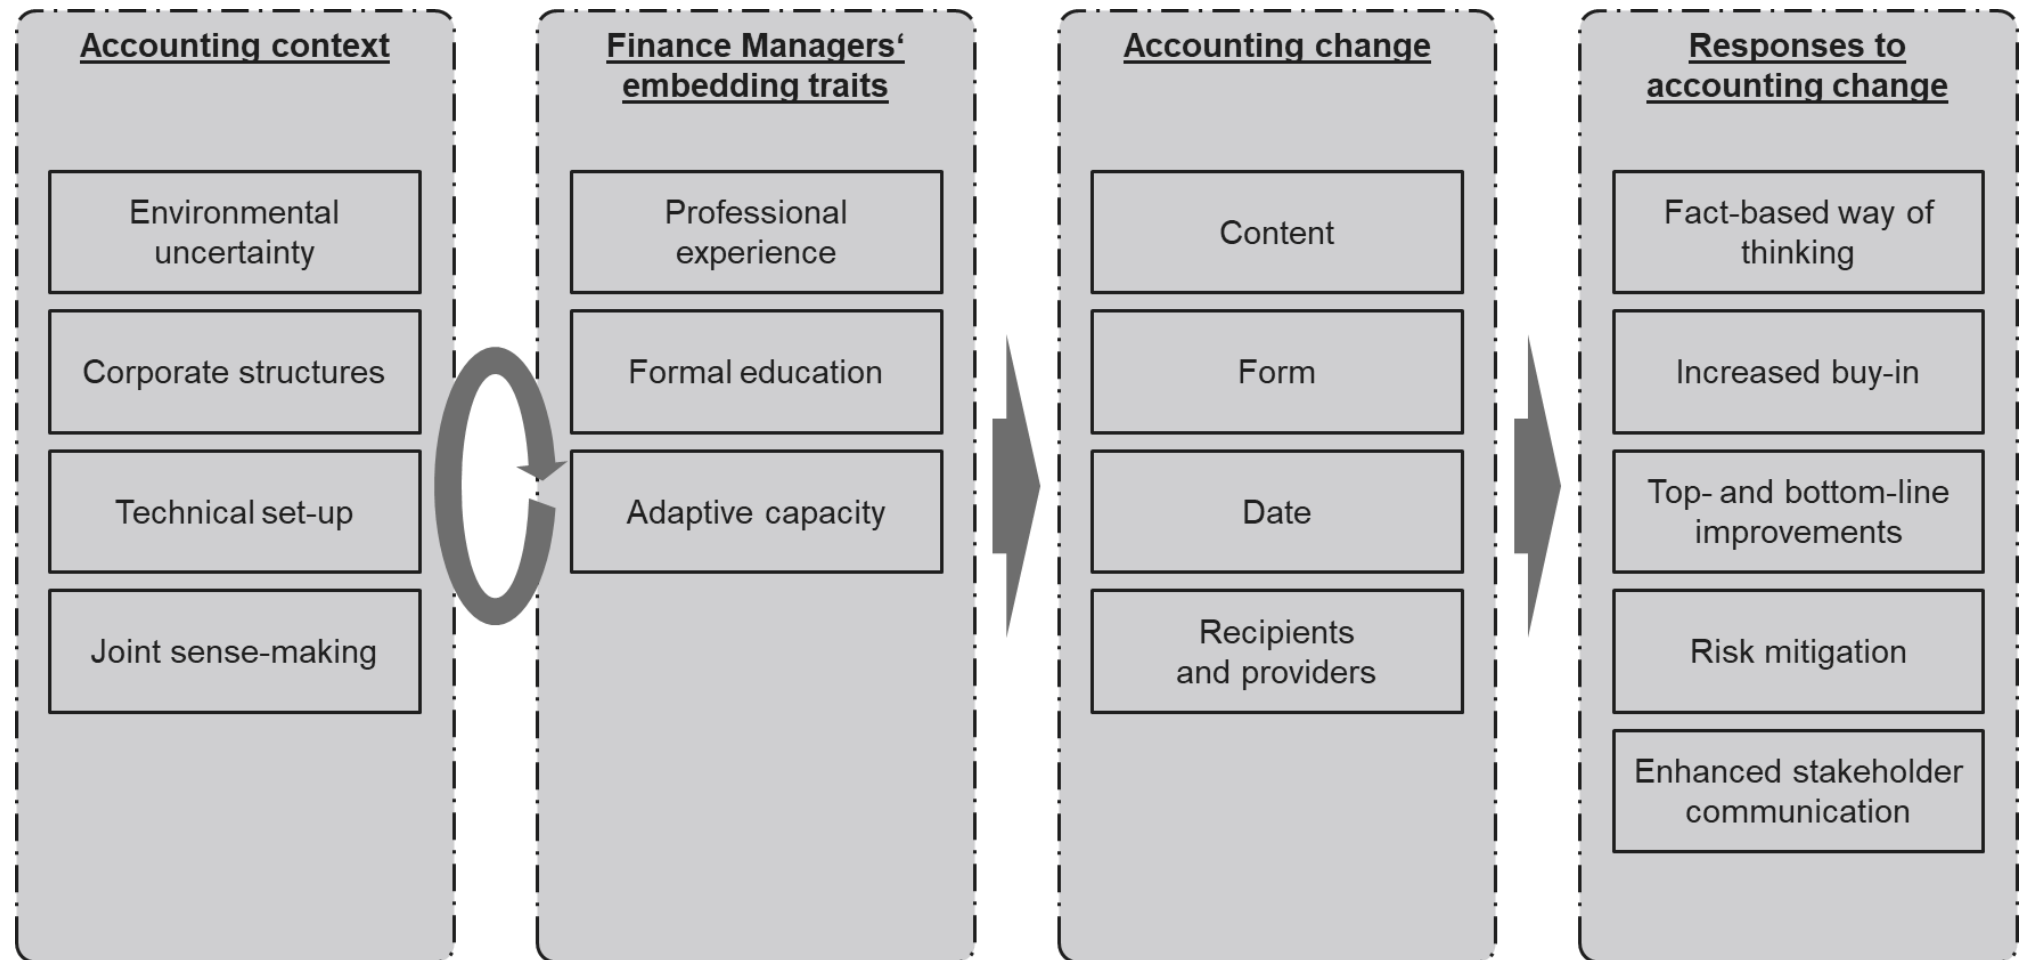 Accounting context
Environmental
uncertainty
Corporate structures
Technical set-up
Joint sense-making
Finance Managers‘
embedding traits
Professional
experience
Formal education
Adaptive capacity
Accounting change
Content
Form
Date
Recipients
and providers
Responses to
accounting change
Fact-based way of
thinking
Increased buy-in
Top- and bottom-line
improvements
Risk mitigation
Enhanced stakeholder
communication